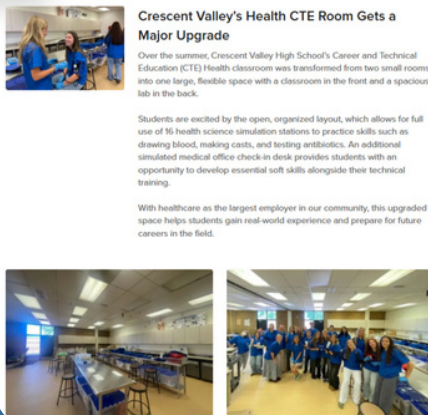 Crescent Valley's Health CTE Room Gets a
Major Upgrade
Over the summer, Crescent Valley High School's Career and Technical
Education (CTE) Health classroom was transformed from two small rooms
into one large, flexible space with a classroom in the front and a spacious
lab in the back.
Students are excited by the open, organized layout, which allows for full
use of 16 health science simulation stations to practice skills such as
drawing blood, making casts, and testing antibiotics. An additional
simulated medical office check-in desk provides students with an
opportunity to develop essential soft skills alongside their technical
training.
With healthcare as the largest employer in our community, this upgraded
space helps students gain real-world experience and prepare for future
careers in the field.